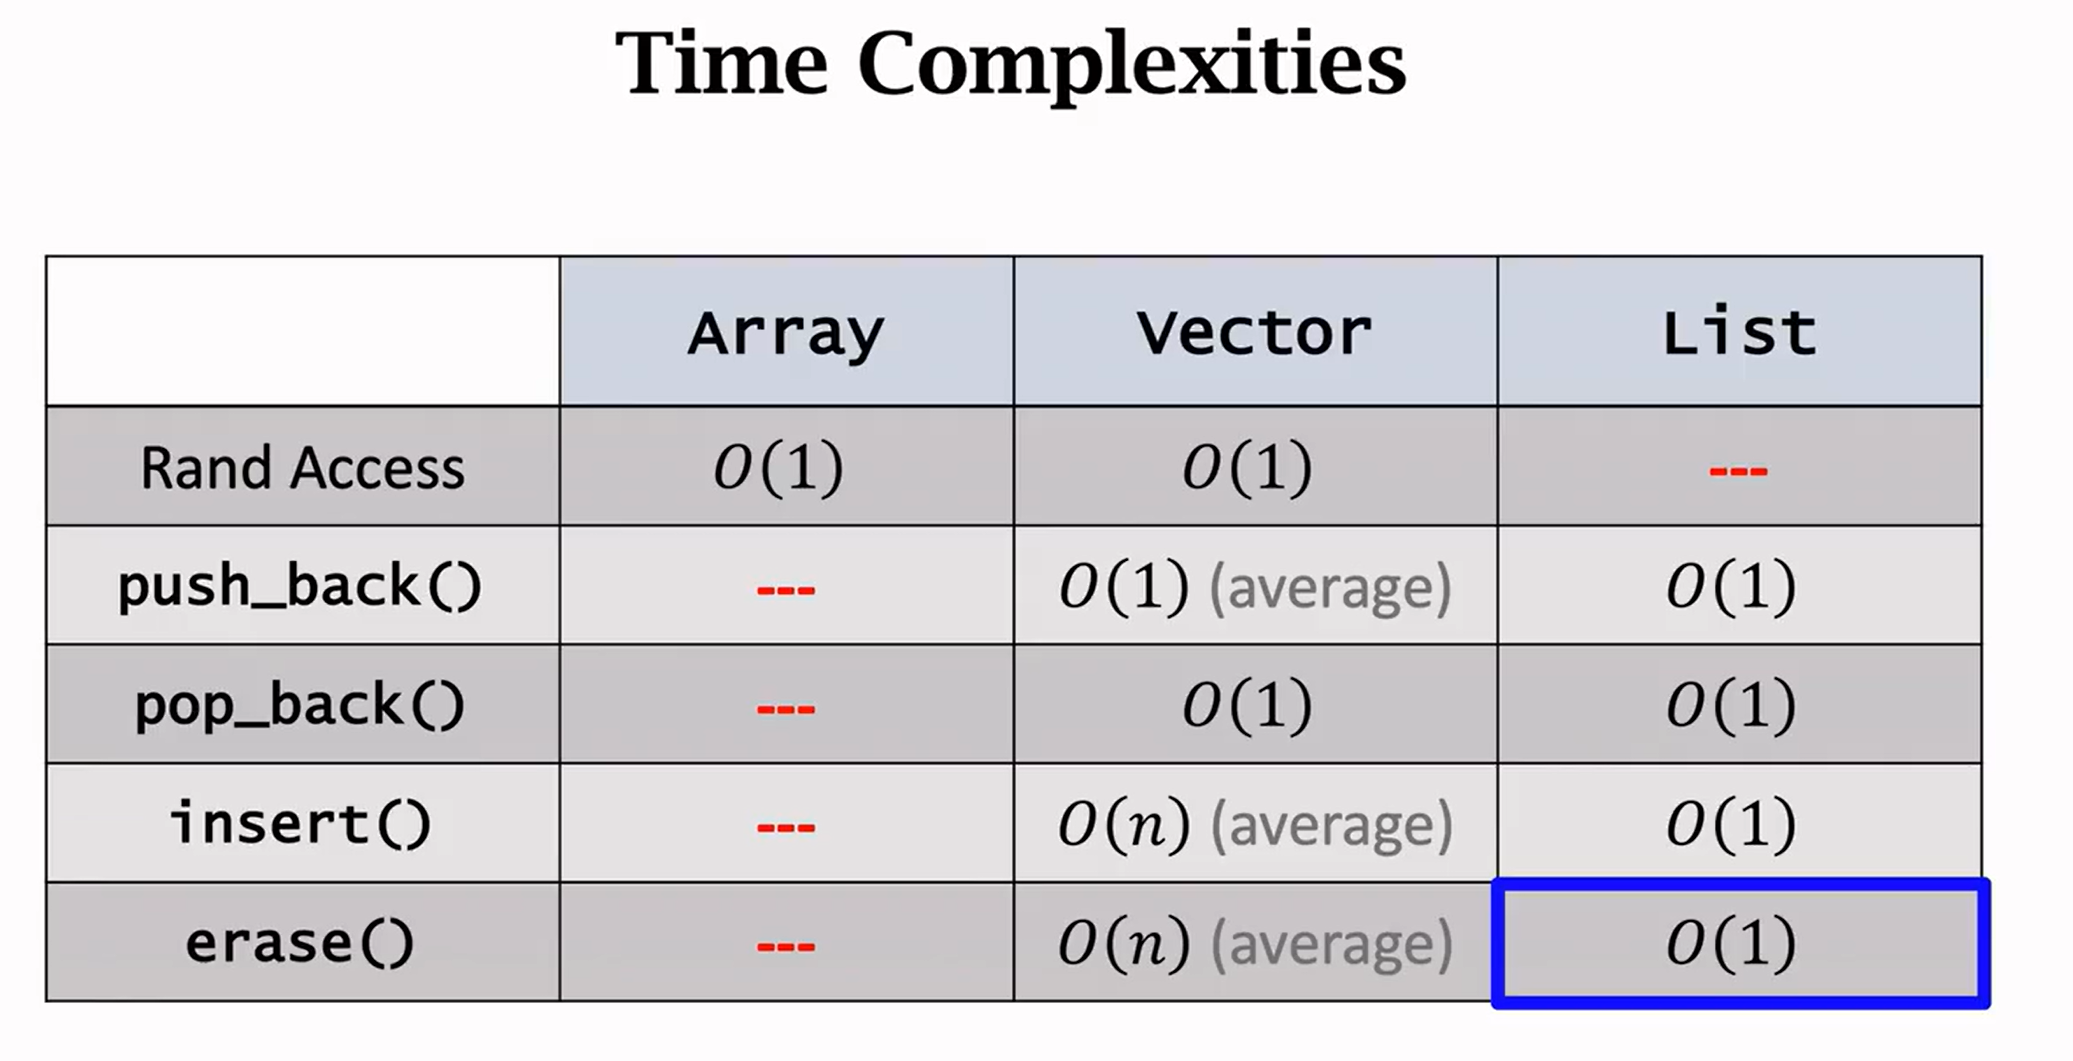 Time Complexities
Array Vector List
Rand Access O(1) O(1) ---
push_back() --- O(1) (average) O(1)
pop_back() --- O(1) O(1)
insert() --- O(n) (average) O(1)
erase() --- O(n) (average) O(1)